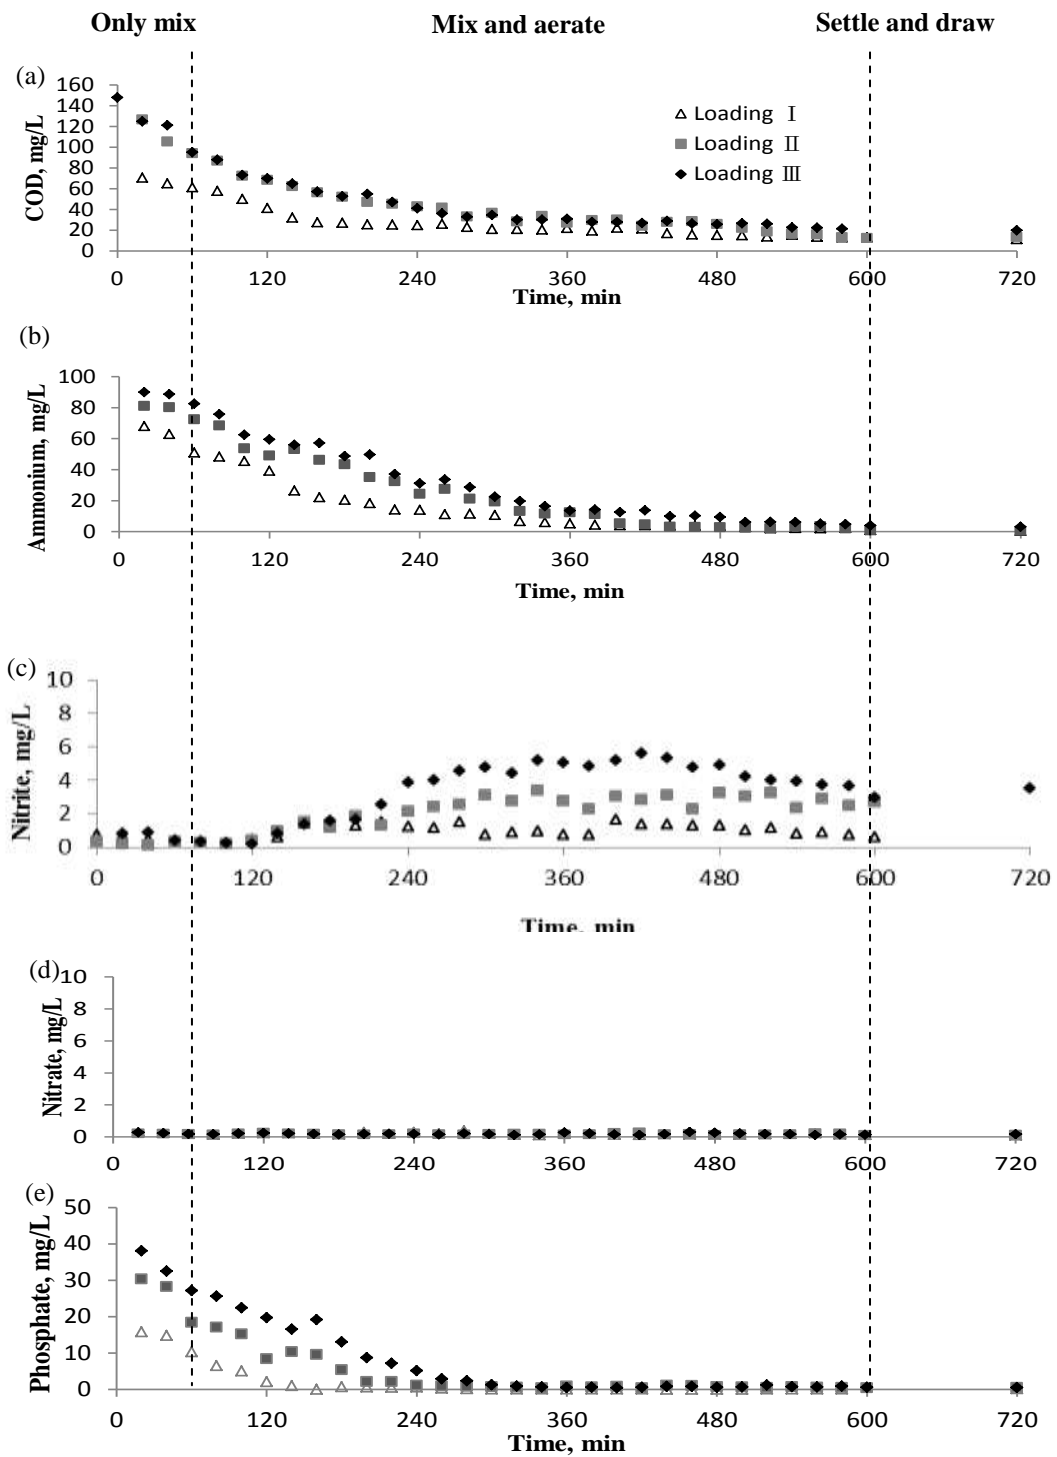 Only mix Mix and aerate Settle and draw
(a)
160
140
120
100
80
60
40
20
0
COD, mg/L
Loading Ⅰ
Loading Ⅱ
Loading Ⅲ
0 120 240 360 480 600 720
Time, min
(b)
100
80
60
40
20
0
Ammonium, mg/L
0 120 240 360 480 600 720
Time, min
(c)
10
8
6
4
2
0
Nitrite, mg/L
0 120 240 360 480 600 720
Time, min
(d)
10
8
6
4
2
0
Nitrate, mg/L
0 120 240 360 480 600 720
(e)
50
40
30
20
10
0
Phosphate, mg/L
0 120 240 360 480 600 720
Time, min